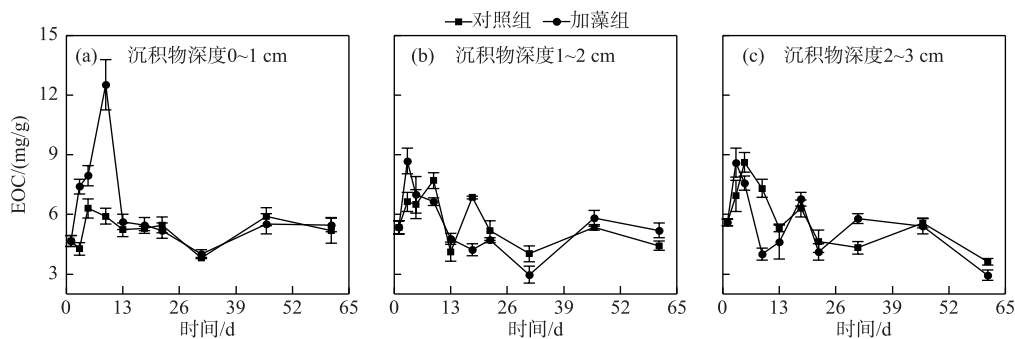 对照组 加藻组
EOC/(mg/g)
15
12
9
6
3
(a) 沉积物深度0~1 cm
(b) 沉积物深度1~2 cm
(c) 沉积物深度2~3 cm
0 13 26 39 52 65
0 13 26 39 52 65
0 13 26 39 52 65
时间/d
时间/d
时间/d